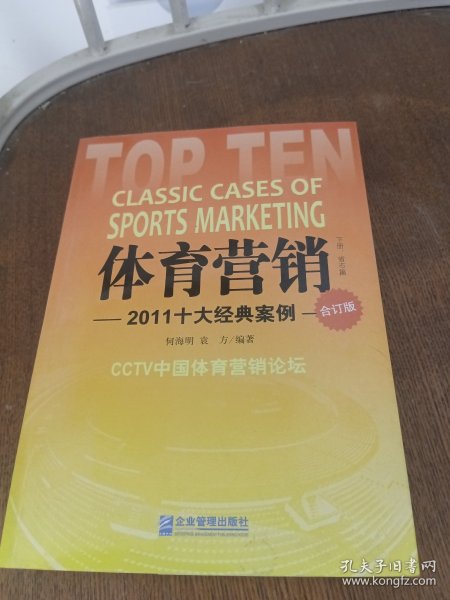 TOP TEN
CLASSIC CASES OF
SPORTS MARKETING
体育营销
下册
—2011十大经典案例—
合订版
何海明 袁 方/编著
CCTV中国体育营销论坛
企业管理出版社
孔夫子旧书网
www.kongfz.com